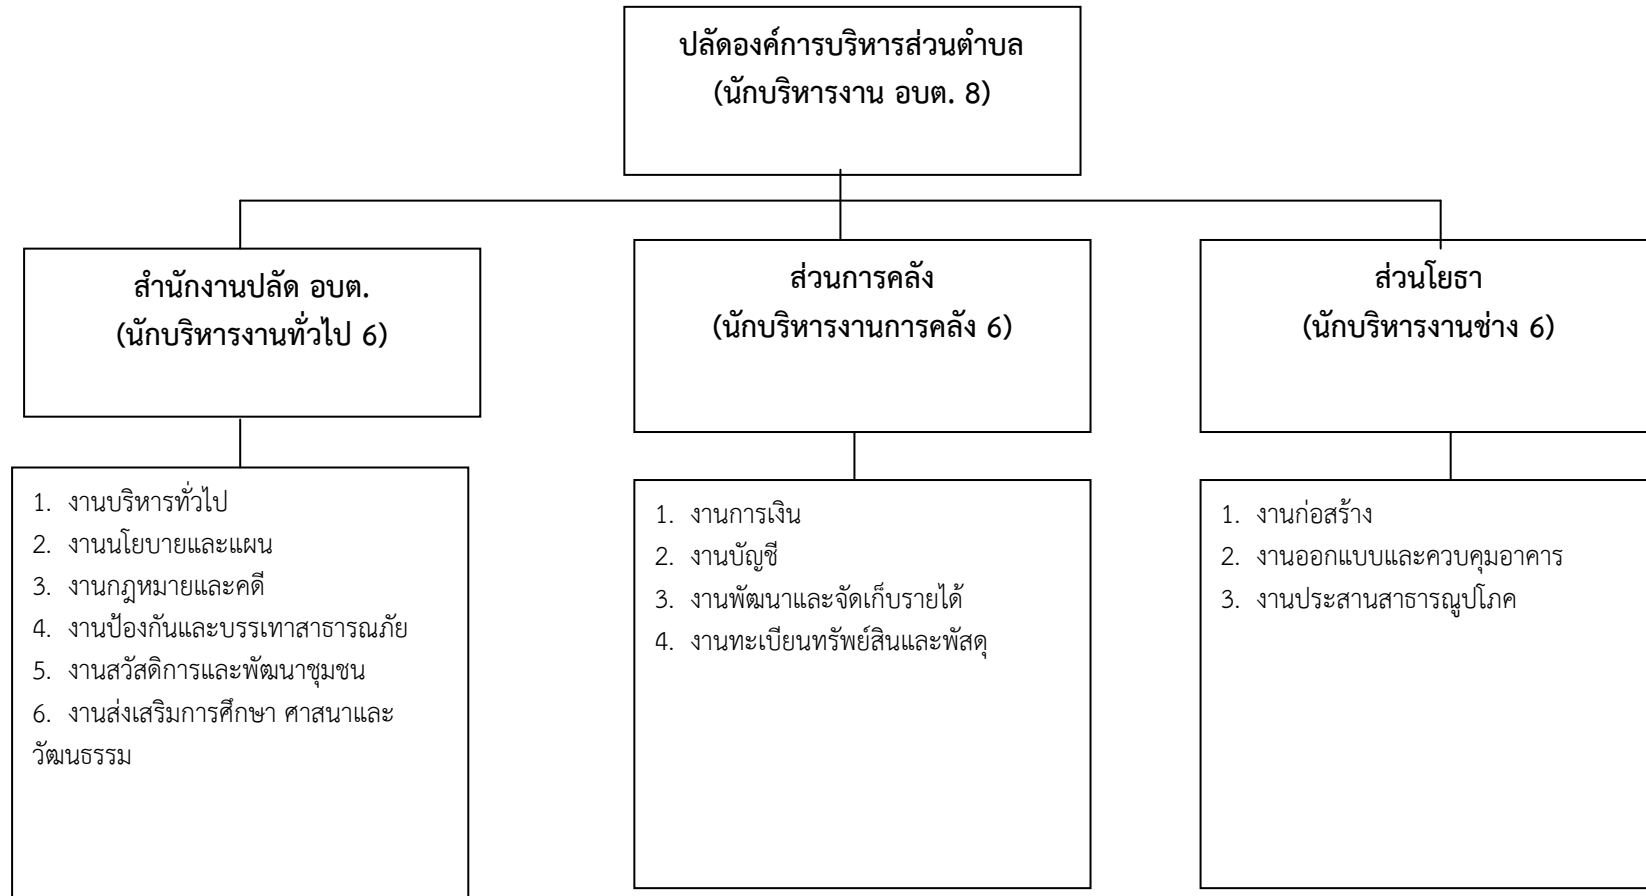 ปลัดองค์การบริหารส่วนตำบล
(นักบริหารงาน อบต. 8)
สำนักงานปลัด อบต.
(นักบริหารงานทั่วไป 6)
ส่วนการคลัง
(นักบริหารงานการคลัง 6)
ส่วนโยธา
(นักบริหารงานช่าง 6)
1. งานบริหารทั่วไป
2. งานนโยบายและแผน
3. งานกฎหมายและคดี
4. งานป้องกันและบรรเทาสาธารณภัย
5. งานสวัสดิการและพัฒนาชุมชน
6. งานส่งเสริมการศึกษา ศาสนาและ
วัฒนธรรม
1. งานการเงิน
2. งานบัญชี
3. งานพัฒนาและจัดเก็บรายได้
4. งานทะเบียนทรัพย์สินและพัสดุ
1. งานก่อสร้าง
2. งานออกแบบและควบคุมอาคาร
3. งานประสานสาธารณูปโภค